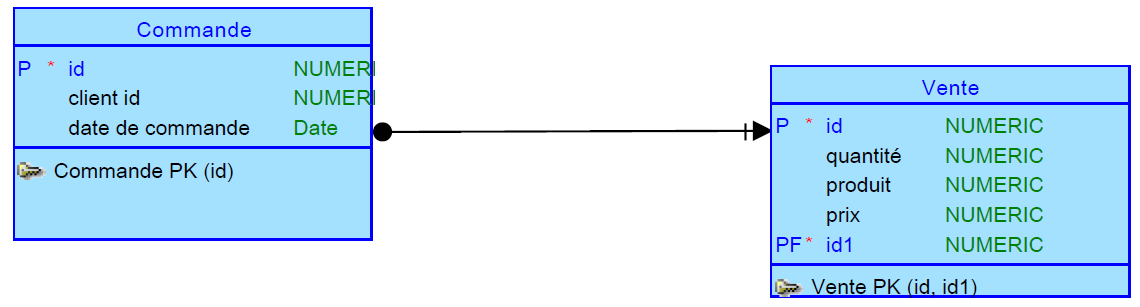 Commande
P * id NUMERI
client id NUMERI
date de commande Date
Commande PK (id)
Vente
P * id NUMERIC
quantité NUMERIC
produit NUMERIC
prix NUMERIC
PF * id1 NUMERIC
Vente PK (id, id1)